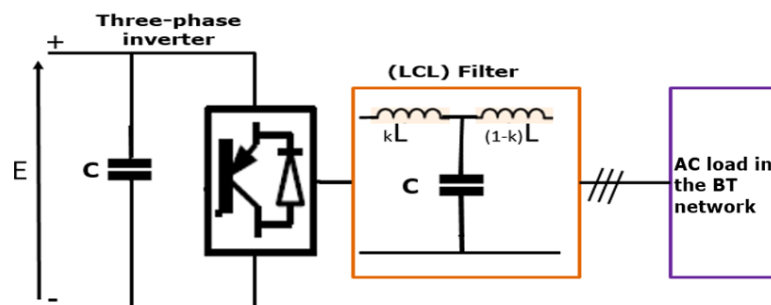 Three-phase
inverter
+
(LCL) Filter
kL
(1-k)L
E
C
C
AC load in
the BT
network
-